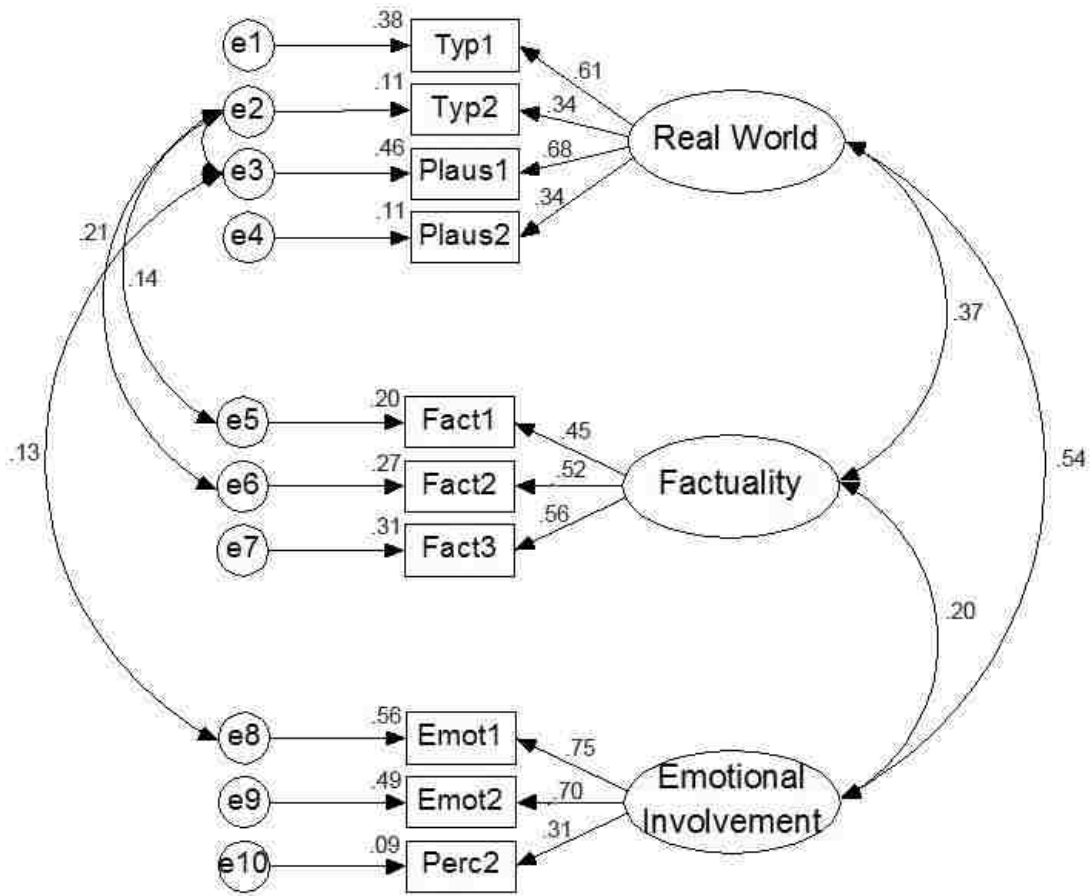 .38
e1
Typ1
.61
.11
e2
Typ2
.34
Real World
.46
e3
Plaus1
.68
.11
e4
Plaus2
.34
.21
.14
.37
.20
e5
Fact1
.45
.13
.27
e6
Fact2
.52
Factuality
.54
.31
e7
Fact3
.56
.20
.56
e8
Emot1
.75
.49
e9
Emot2
.70
Emotional
Involvement
.09
e10
Perc2
.31